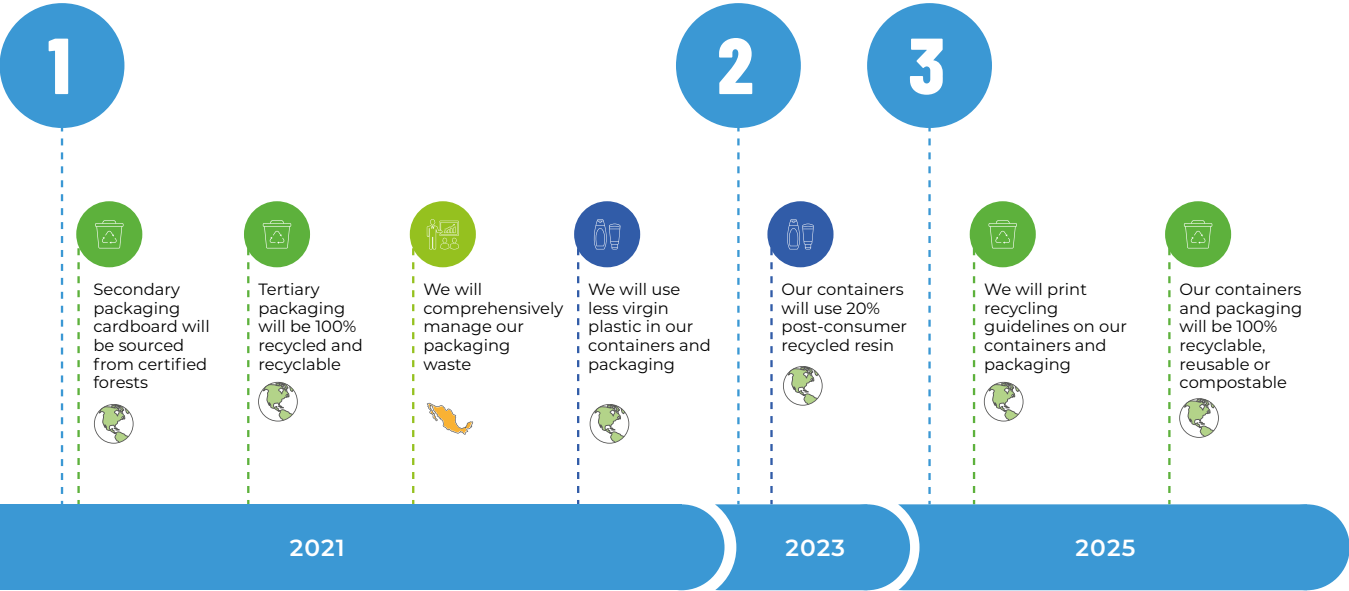 1
2
3
Secondary
packaging
cardboard will
be sourced
from certified
forests
Tertiary
packaging
will be 100%
recycled and
recyclable
We will
comprehensively
manage our
packaging
waste
We will use
less virgin
plastic in our
containers and
packaging
Our containers
will use 20%
post-consumer
recycled resin
We will print
recycling
guidelines on our
containers and
packaging
Our containers
and packaging
will be 100%
recyclable,
reusable or
compostable
2021
2023
2025